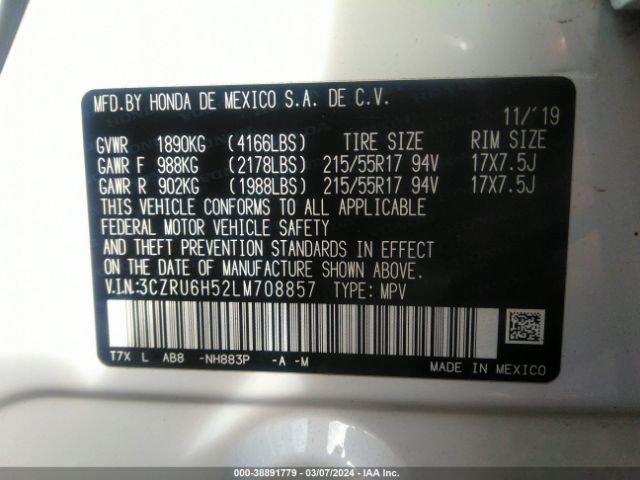 MFD.BY HONDA DE MEXICO S.A. DE C.V.
11/'19
GVWR 1890KG (4166LBS) TIRE SIZE RIM SIZE
GAWR F 988KG (2178LBS) 215/55R17 94V 17X7.5J
GAWR R 902KG (1988LBS) 215/55R17 94V 17X7.5J
THIS VEHICLE CONFORMS TO ALL APPLICABLE
FEDERAL MOTOR VEHICLE SAFETY
AND THEFT PREVENTION STANDARDS IN EFFECT
ON THE DATE OF MANUFACTURE SHOWN ABOVE.
V.I.N:3CZRU6H52LM708857 TYPE: MPV
T7X L AB8 -NH883P -A -M
MADE IN MEXICO
000-38891779 - 03/07/2024 - IAA Inc.